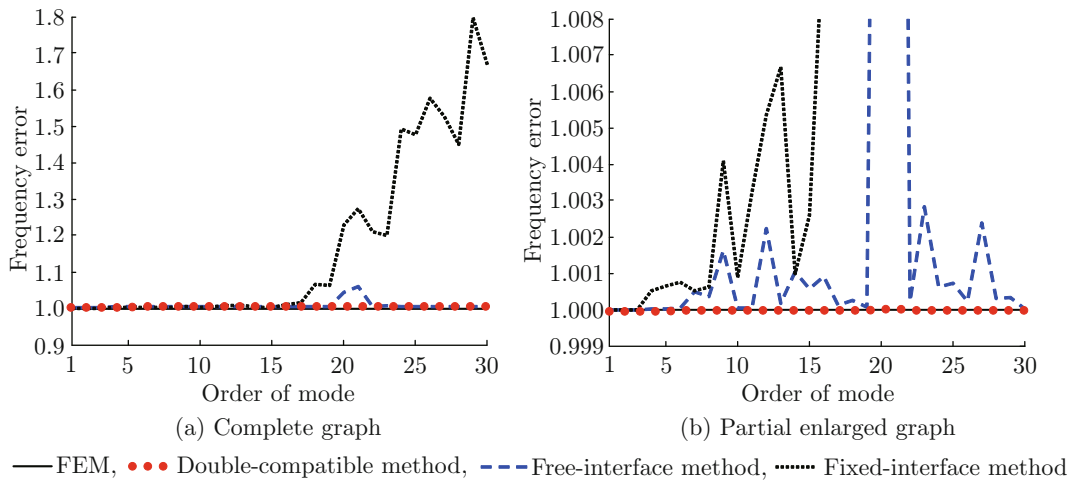 1.8
1.7
1.6
1.5
1.4
1.3
1.2
1.1
1.0
0.9
Frequency error
1 5 10 15 20 25 30
Order of mode
(a) Complete graph
1.008
1.007
1.006
1.005
1.004
1.003
1.002
1.001
1.000
0.999
Frequency error
1 5 10 15 20 25 30
Order of mode
(b) Partial enlarged graph
FEM, Double-compatible method, Free-interface method, Fixed-interface method